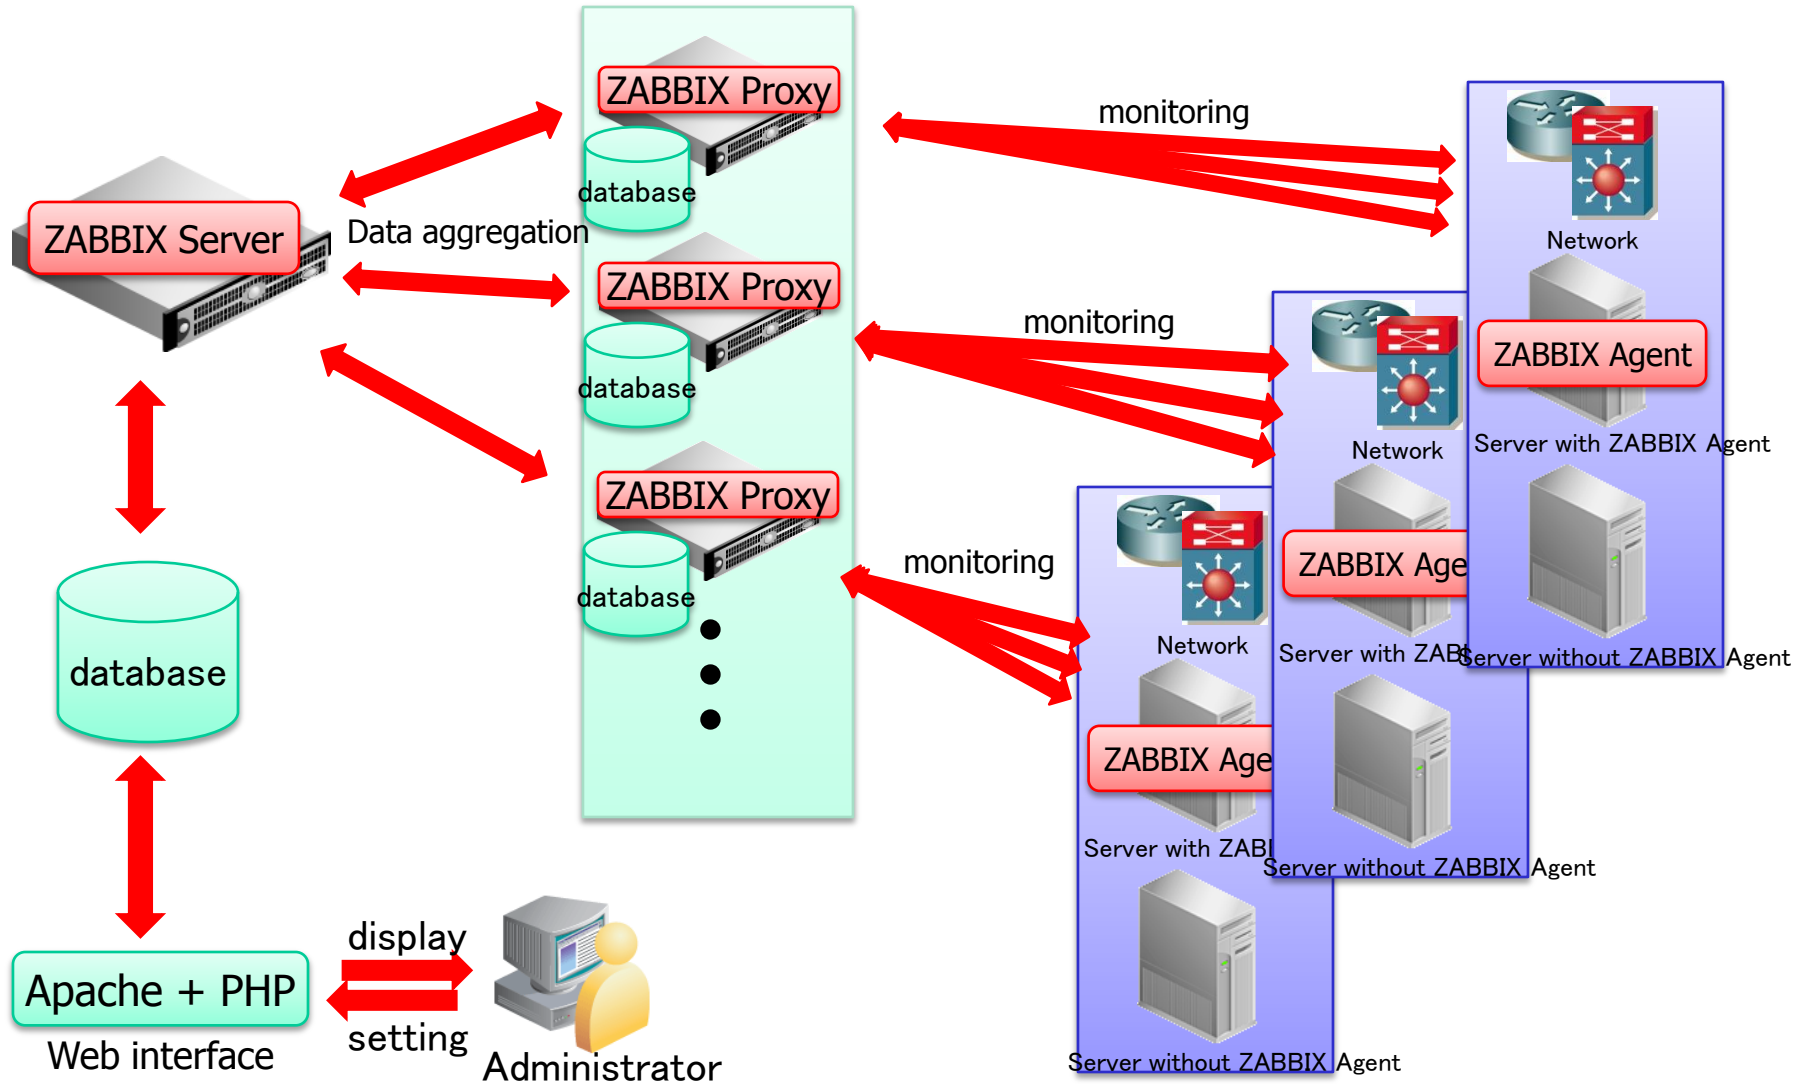 ZABBIX Server
Data aggregation
database
Apache + PHP
Web interface
display
setting
Administrator
ZABBIX Proxy
database
ZABBIX Proxy
database
ZABBIX Proxy
database
monitoring
monitoring
monitoring
Network
ZABBIX Agent
Server with ZABBIX Agent
Server without ZABBIX Agent
Network
ZABBIX Age
Server with ZAB
Server without ZABBIX Agent
Network
ZABBIX Age
Server with ZAB
Server without ZABBIX Agent